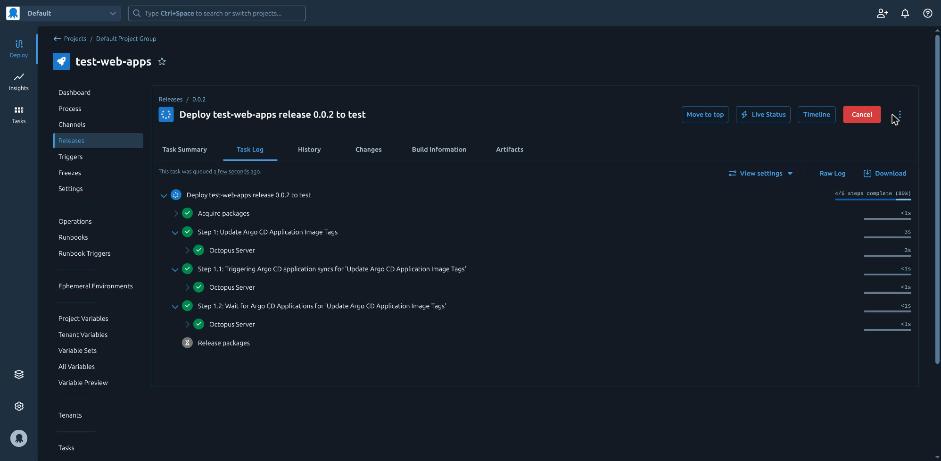 Default
Type Ctrl+Space to search or switch projects...
Deploy
Insights
Tasks
Projects / Default Project Group
test-web-apps
Dashboard
Process
Channels
Releases
Triggers
Freezes
Settings
Operations
Runbooks
Runbook Triggers
Ephemeral Environments
Project Variables
Tenant Variables
Variable Sets
All Variables
Variable Preview
Tenants
Tasks
Releases / 0.0.2
Deploy test-web-apps release 0.0.2 to test
Move to top
Live Status
Timeline
Cancel
Task Summary
Task Log
History
Changes
Build Information
Artifacts
This task was queued a few seconds ago.
View settings
Raw Log
Download
Deploy test-web-apps release 0.0.2 to test
Acquire packages
<1s
Step 1: Update Argo CD Application Image Tags
Octopus Server
Step 1.1: Triggering Argo CD application syncs for 'Update Argo CD Application Image Tags'
<1s
Octopus Server
<1s
Step 1.2: Wait for Argo CD Applications for 'Update Argo CD Application Image Tags'
<1s
Octopus Server
<1s
Release packages